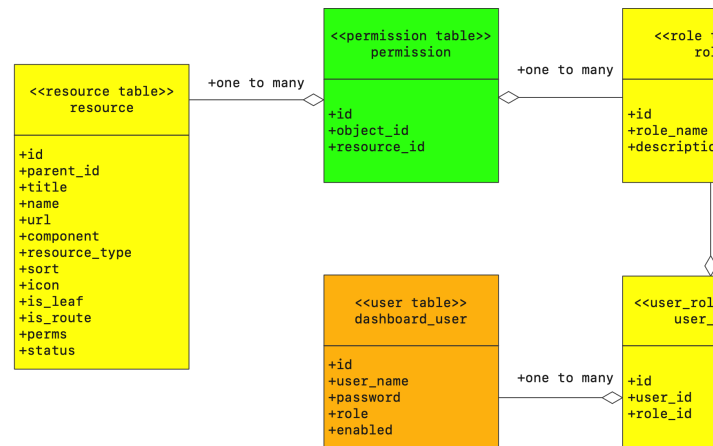 <<permission table>>
permission
+id
+object_id
+resource_id
<<role
+id
+role_name
+one to many
+one to many
<<resource table>>
resource
+id
+parent_id
+title
+name
+url
+component
+resource_type
+sort
+icon
+is_leaf
+is_route
+perms
+status
<<user table>>
dashboard_user
+id
+user_name
+password
+role
+enabled
+one to many
+id
+user_id
+role_id